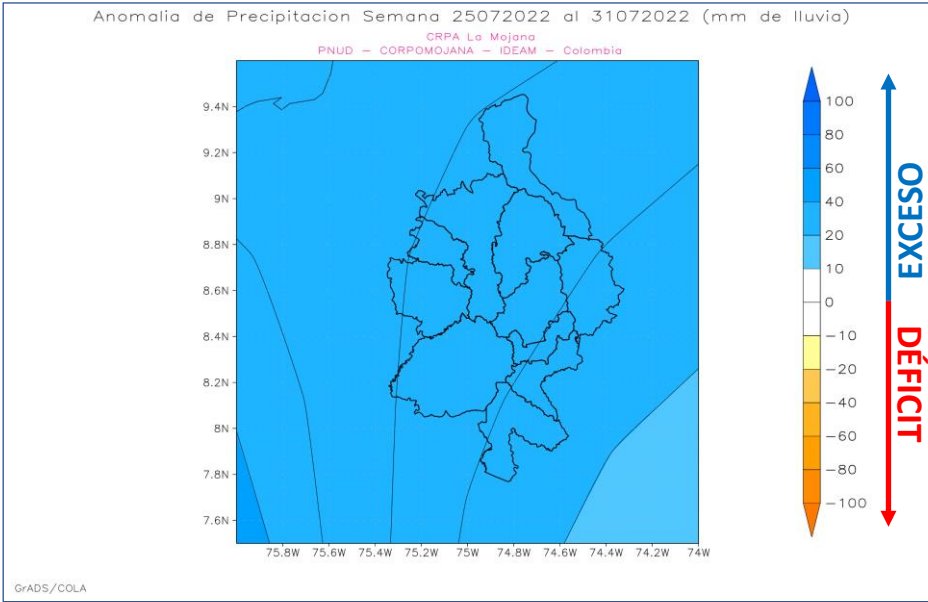 Anomalia de Precipitacion Semana 25072022 al 31072022 (mm de lluvia)
CRPA La Mojana
PNUD – CORPOMOJANA – IDEAM – Colombia
9.4N
9.2N
9N
8.8N
8.6N
8.4N
8.2N
8N
7.8N
7.6N
75.8W 75.6W 75.4W 75.2W 75W 74.8W 74.6W 74.4W 74.2W 74W
100
80
60
40
20
10
0
−10
−20
−40
−60
−80
−100
EXCESO
DÉFICIT
GrADS/COLA